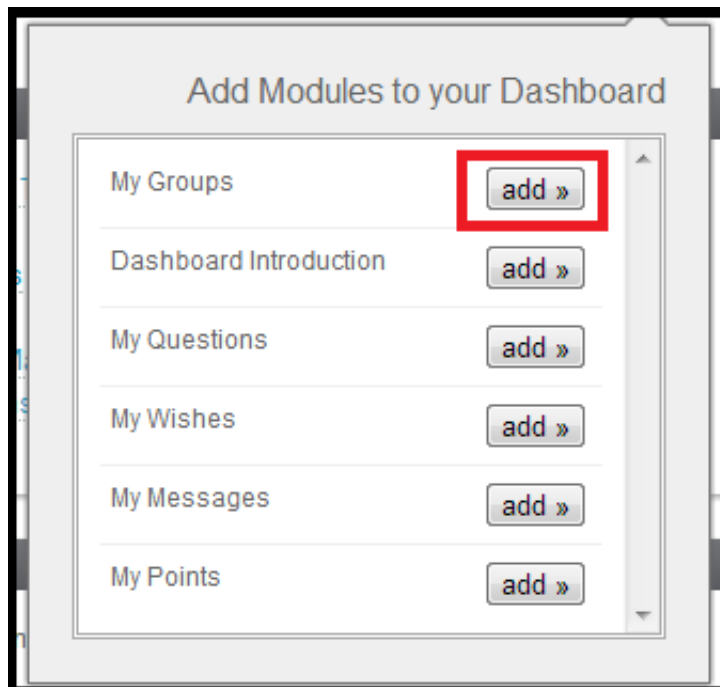 Add Modules to your Dashboard
My Groups add »
Dashboard Introduction add »
My Questions add »
My Wishes add »
My Messages add »
My Points add »